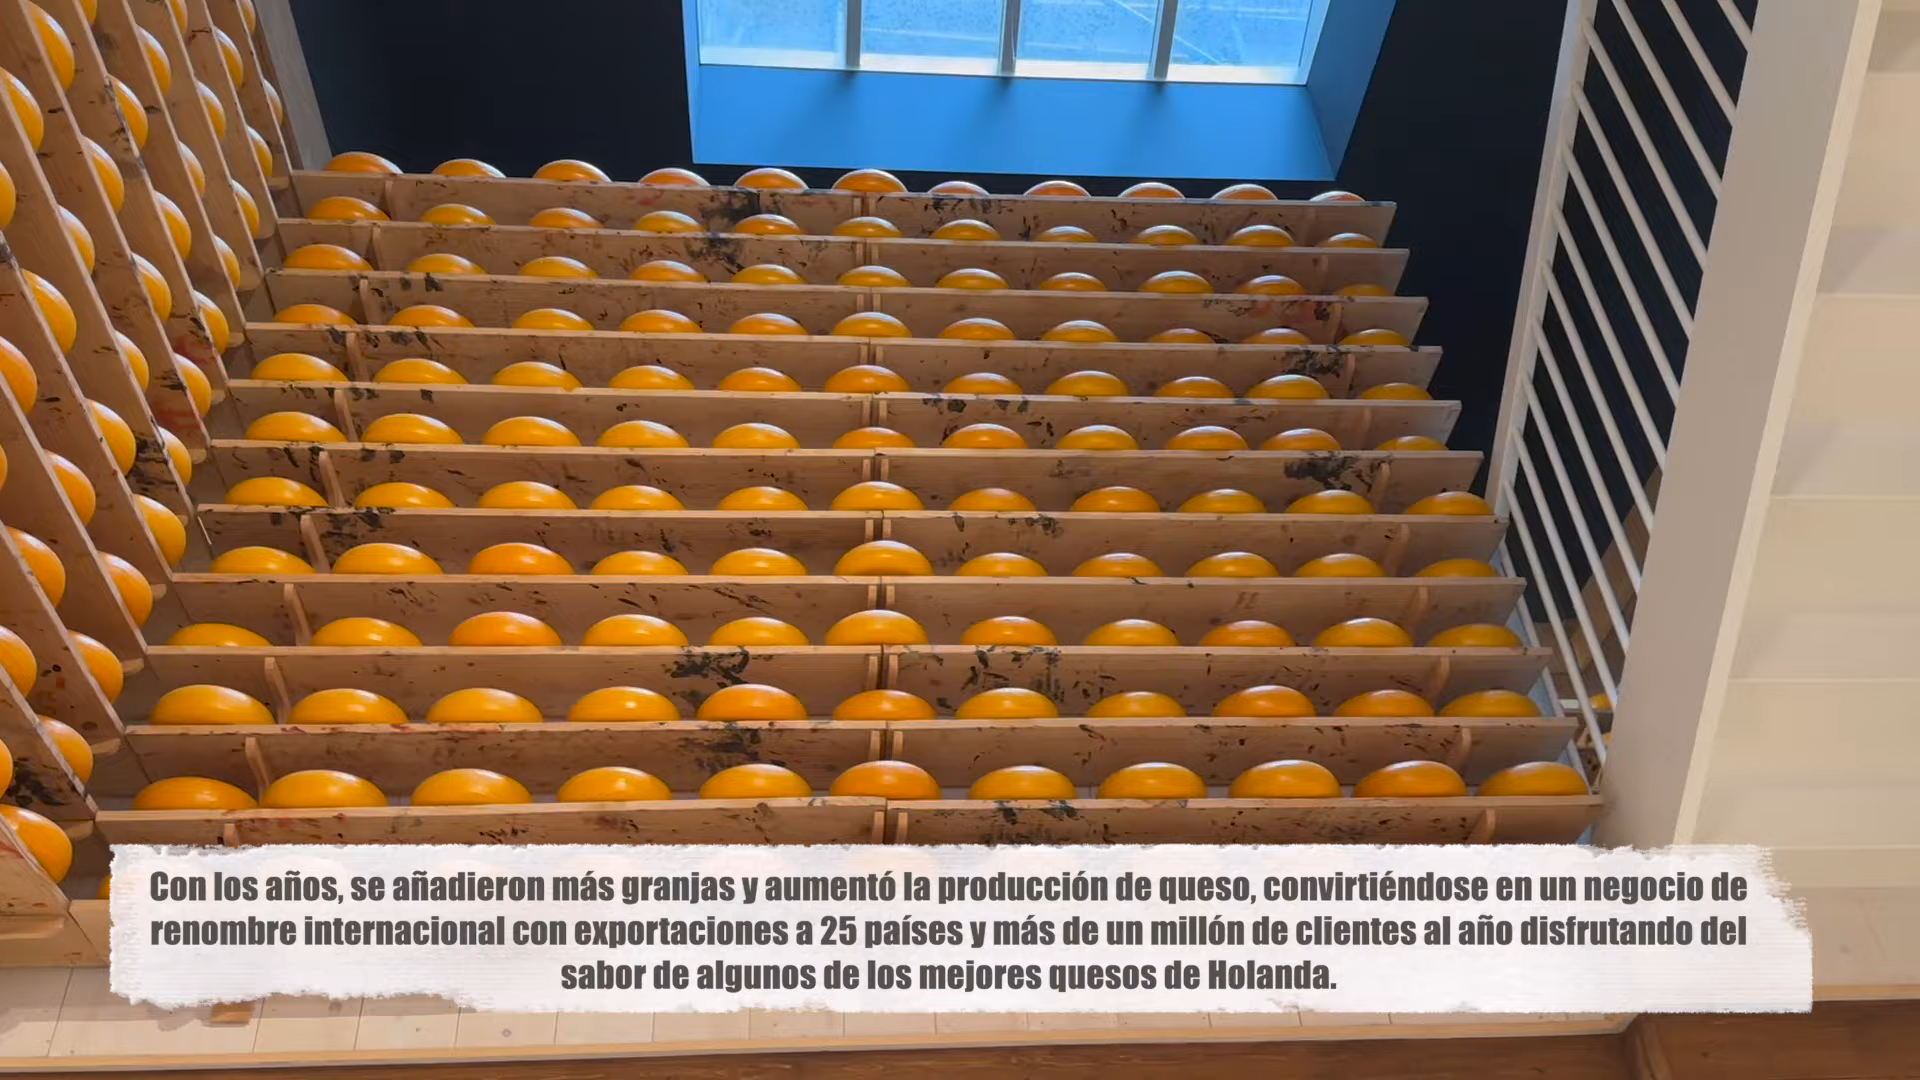 Con los años, se añadieron más granjas y aumentó la producción de queso, convirtiéndose en un negocio de
renombre internacional con exportaciones a 25 países y más de un millón de clientes al año disfrutando del
sabor de algunos de los mejores quesos de Holanda.